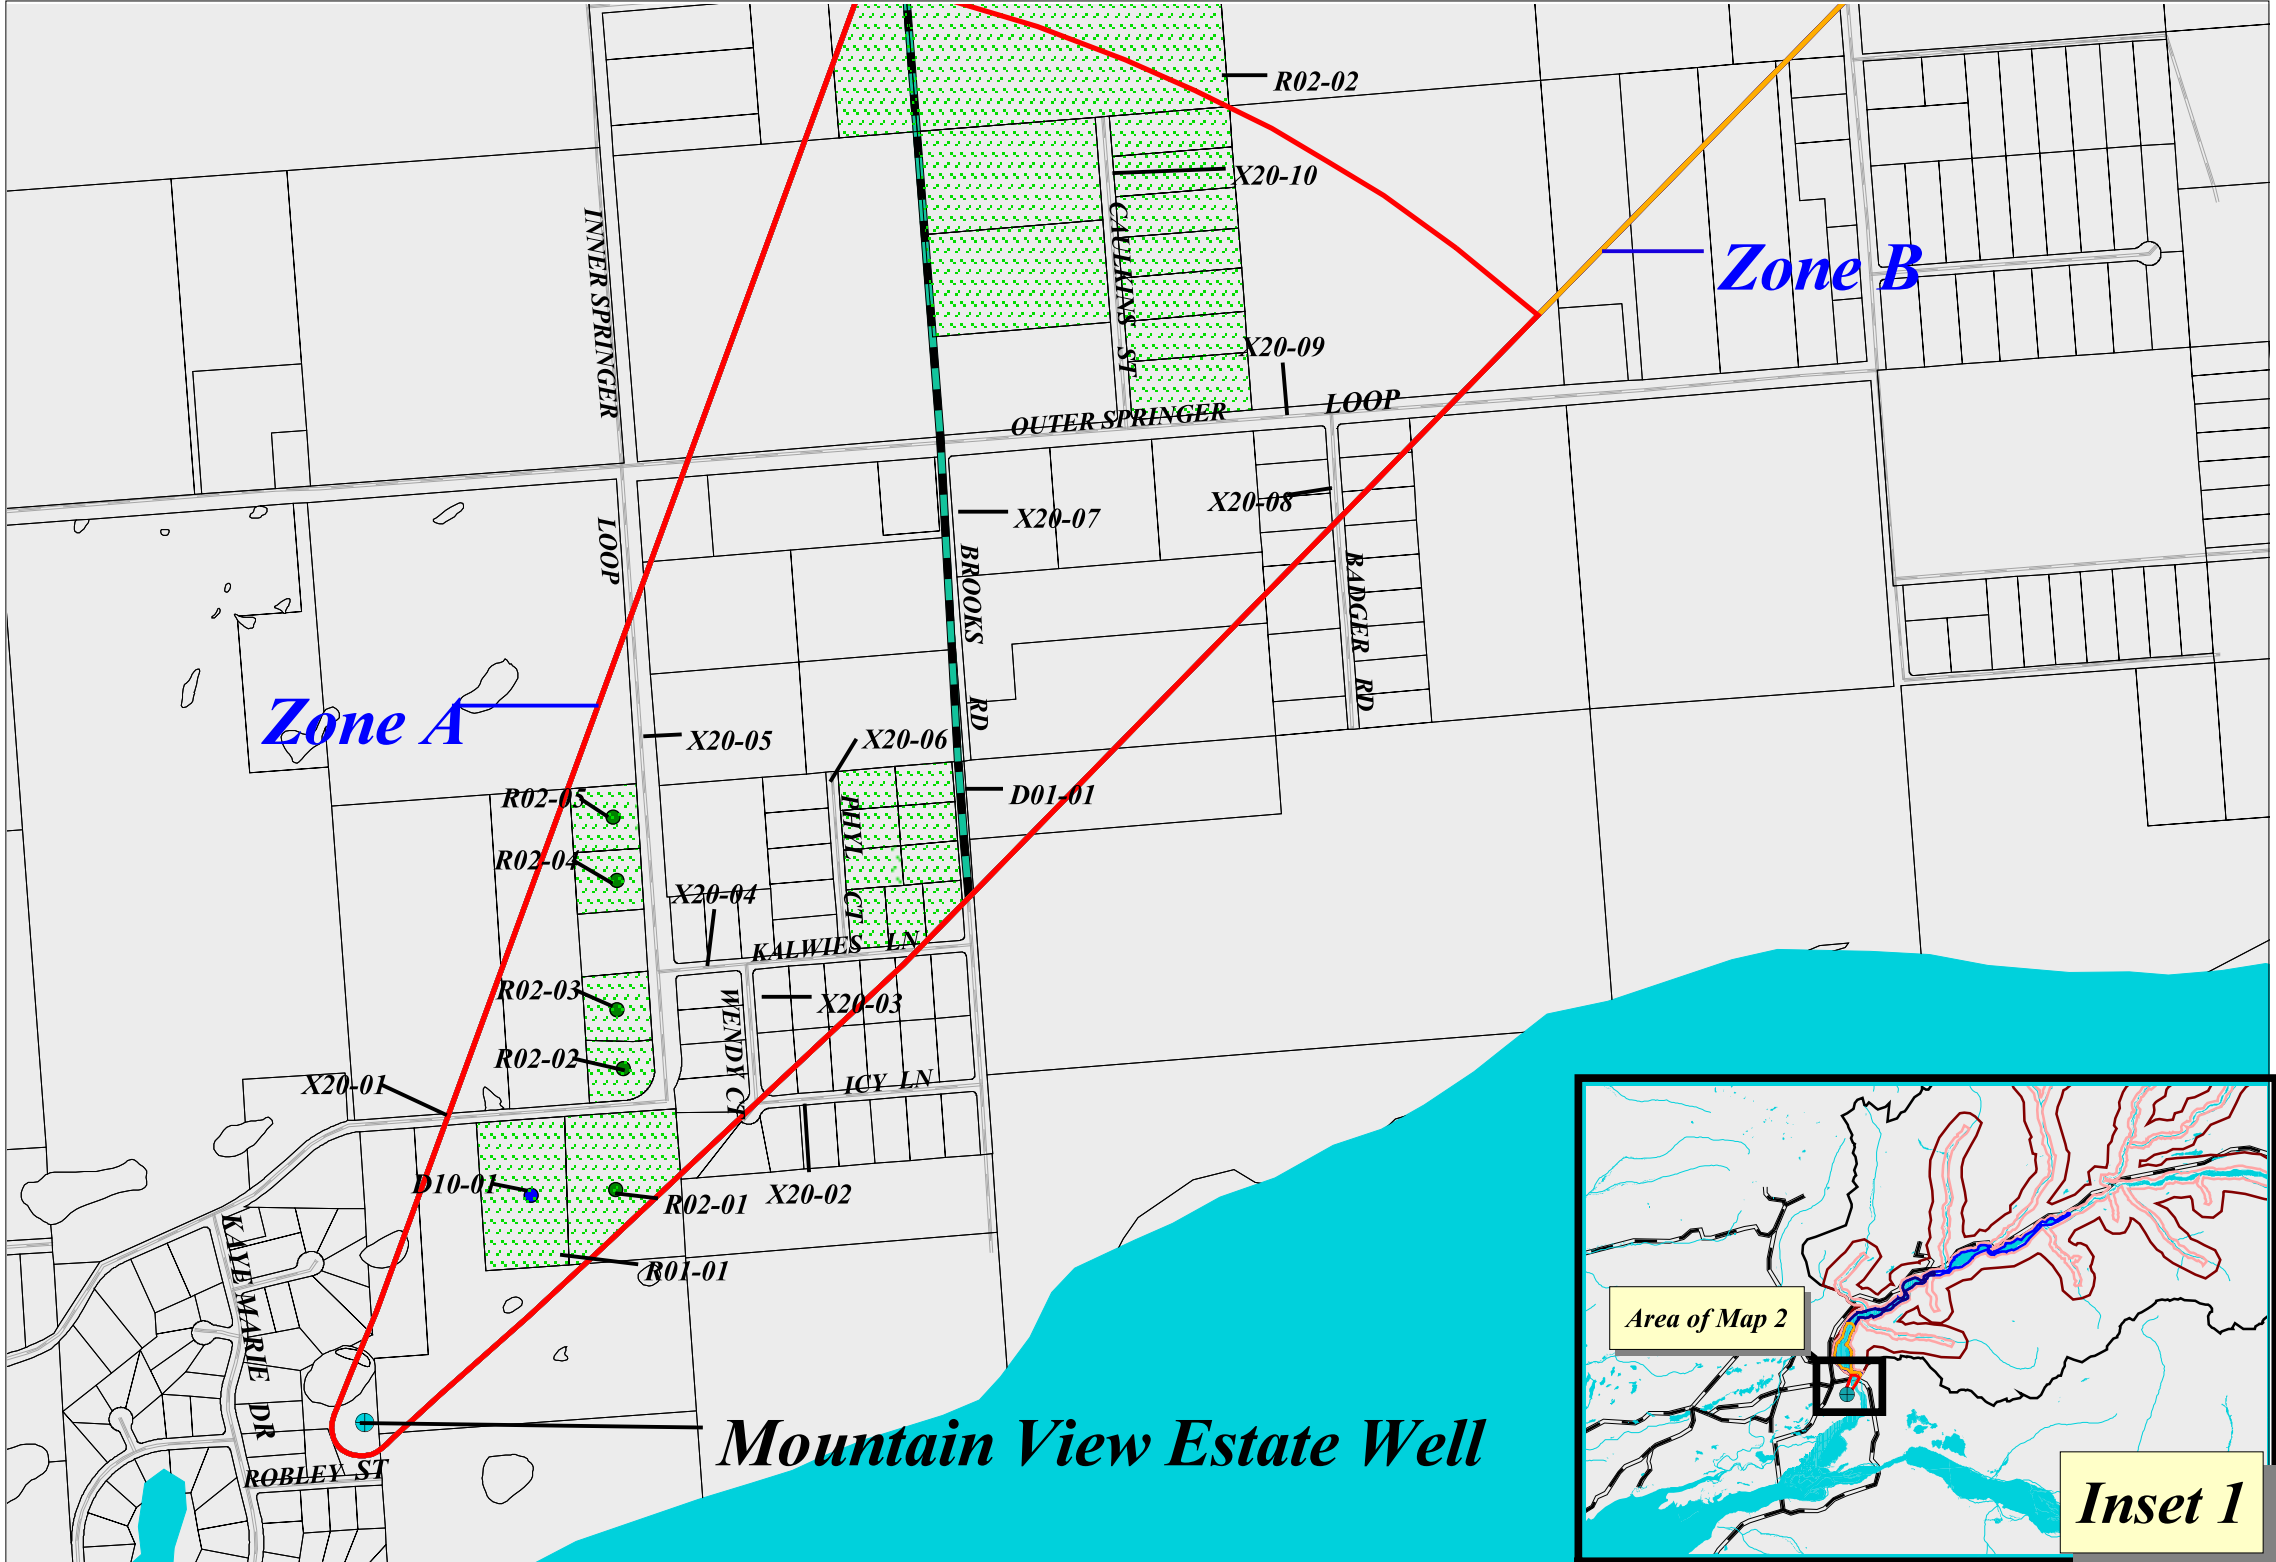 R02-02
X20-10
INNER SPRINGER
CAULKINS ST
Zone B
X20-09
OUTER SPRINGER LOOP
X20-08
X20-07
LOOP
BROOKS RD
BADGER RD
Zone A
X20-05
X20-06
R02-05
D01-01
PHYL CT
R02-04
X20-04
KALWIES LN
R02-03
X20-03
WENDY CT
R02-02
X20-01
ICY LN
D10-01
R02-01
X20-02
R01-01
KAYE MARIE DR
Area of Map 2
Mountain View Estate Well
ROBLEY ST
Inset 1